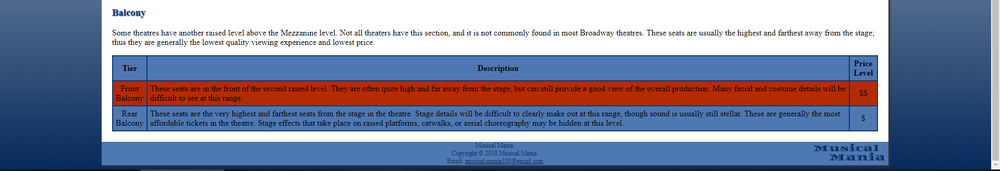 Balcony
Some theatres have another raised level above the Mezzanine level. Not all theaters have this section, and it is not commonly found in most Broadway theatres. These seats are usually the highest and farthest away from the stage;
thus they are generally the lowest quality viewing experience and lowest price.
Tier
Description
Price
Level
Front
Balcony
These seats are in the front of the second raised level. They are often quite high and far away from the stage, but can still provide a good view of the overall production. Many facial and costume details will be
difficult to see at this range.
$$
Rear
Balcony
These seats are the very highest and farthest seats from the stage in the theatre. Stage details will be difficult to clearly make out at this range, though sound is usually still stellar. These are generally the most
affordable tickets in the theatre. Stage effects that take place on raised platforms, catwalks, or aerial choreography may be hidden at this level.
$
Musical Mania
Copyright © 2018 Musical Mania
Email: musical.mania300@gmail.com
Musical
Mania